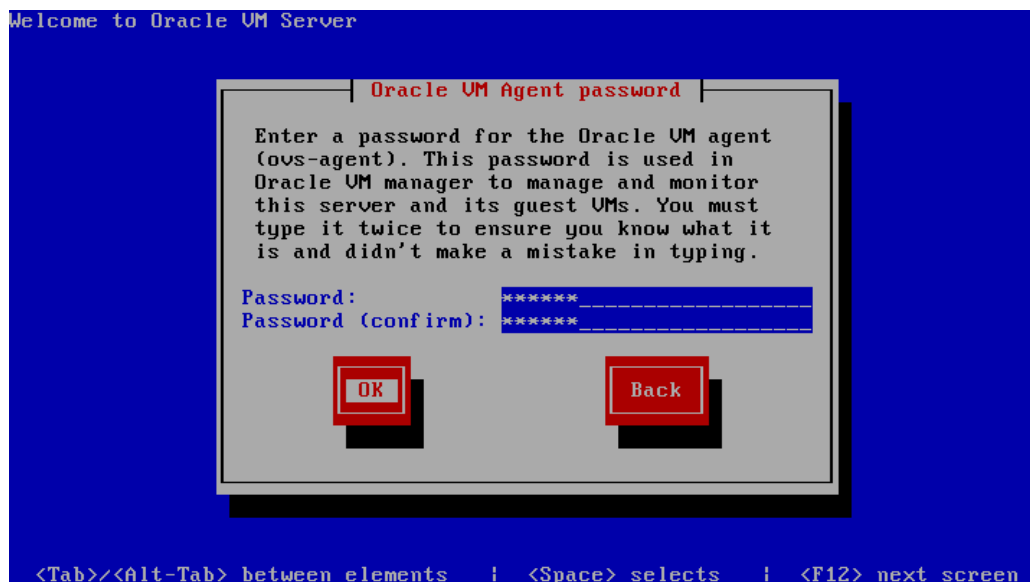 Welcome to Oracle VM Server
Oracle VM Agent password
Enter a password for the Oracle VM agent
(ovs-agent). This password is used in
Oracle VM manager to manage and monitor
this server and its guest VMs. You must
type it twice to ensure you know what it
is and didn't make a mistake in typing.
Password: ******__________________
Password (confirm): ******__________________
OK Back
<Tab>/<Alt-Tab> between elements | <Space> selects | <F12> next screen